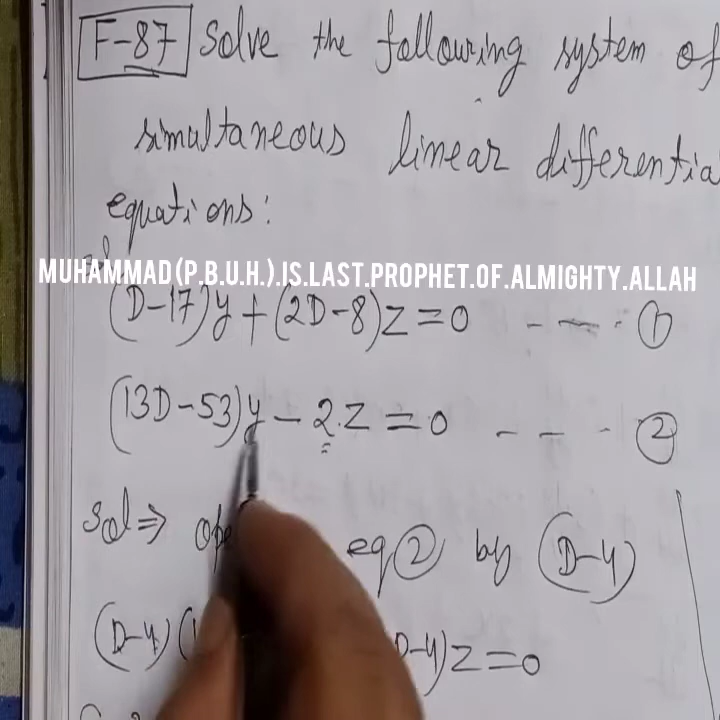 F-87 Solve the following system of
simultaneous linear differentia
equations:
MUHAMMAD(P.B.U.H.).IS.LAST.PROPHET.OF.ALMIGHTY.ALLAH
(D-17)y+(2D-8)z=0 --- ①
(13D-53)y-2.z=0 --- ②
Sol⇒ eq② by (D-4)
(D-4)( D-4)z=0